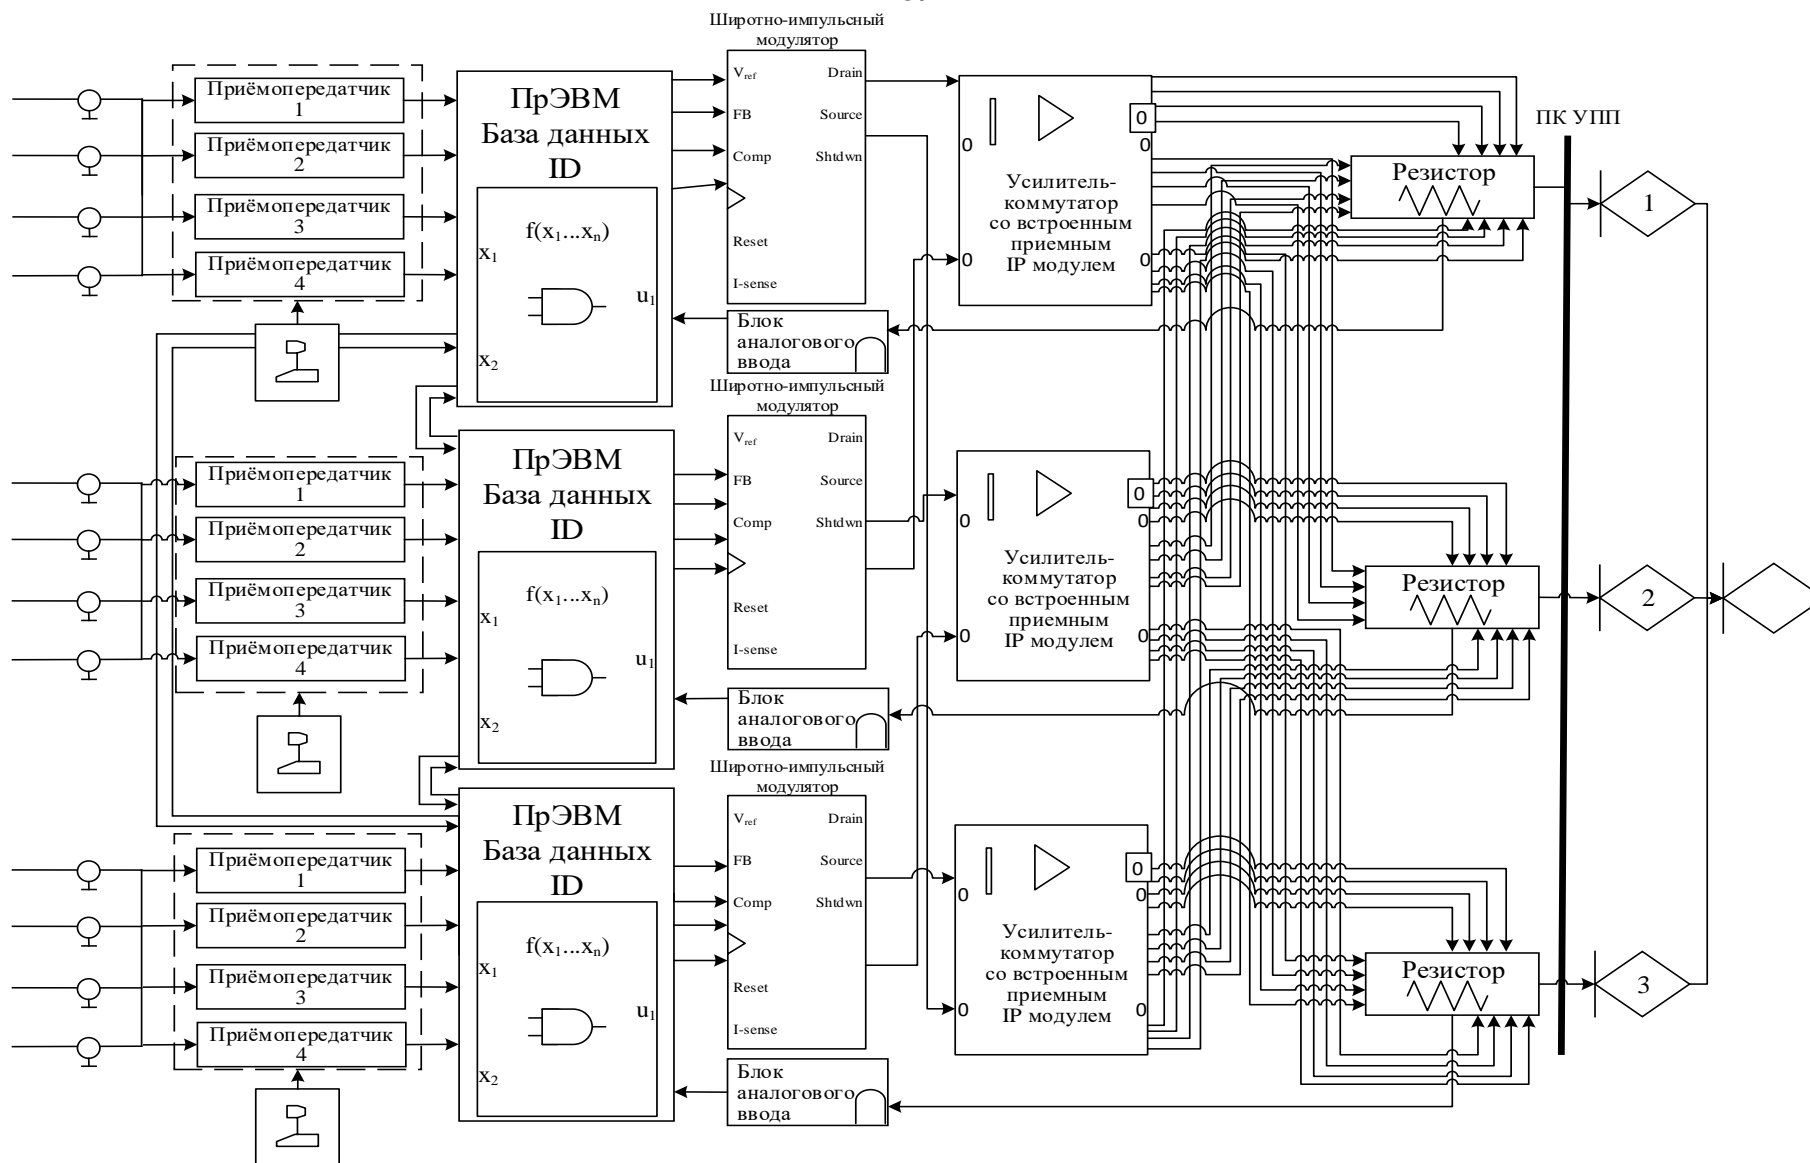 Широтно-импульсный
модулятор
Приёмопередатчик
1
Приёмопередатчик
2
Приёмопередатчик
3
Приёмопередатчик
4
ПрЭВМ
База данных
ID
f(x1...xn)
x1
u1
x2
Vref
FB
Comp
Reset
I-sense
Drain
Source
Shtdwn
Блок
аналогового
ввода
0
0
0
0
0
Усилитель-
коммутатор
со встроенным
приемным
IP модулем
Резистор
ПК УПП
1
Широтно-импульсный
модулятор
Приёмопередатчик
1
Приёмопередатчик
2
Приёмопередатчик
3
Приёмопередатчик
4
ПрЭВМ
База данных
ID
f(x1...xn)
x1
u1
x2
Vref
FB
Comp
Reset
I-sense
Drain
Source
Shtdwn
Блок
аналогового
ввода
0
0
0
0
0
Усилитель-
коммутатор
со встроенным
приемным
IP модулем
Резистор
2
Широтно-импульсный
модулятор
Приёмопередатчик
1
Приёмопередатчик
2
Приёмопередатчик
3
Приёмопередатчик
4
ПрЭВМ
База данных
ID
f(x1...xn)
x1
u1
x2
Vref
FB
Comp
Reset
I-sense
Drain
Source
Shtdwn
Блок
аналогового
ввода
0
0
0
0
0
Усилитель-
коммутатор
со встроенным
приемным
IP модулем
Резистор
3